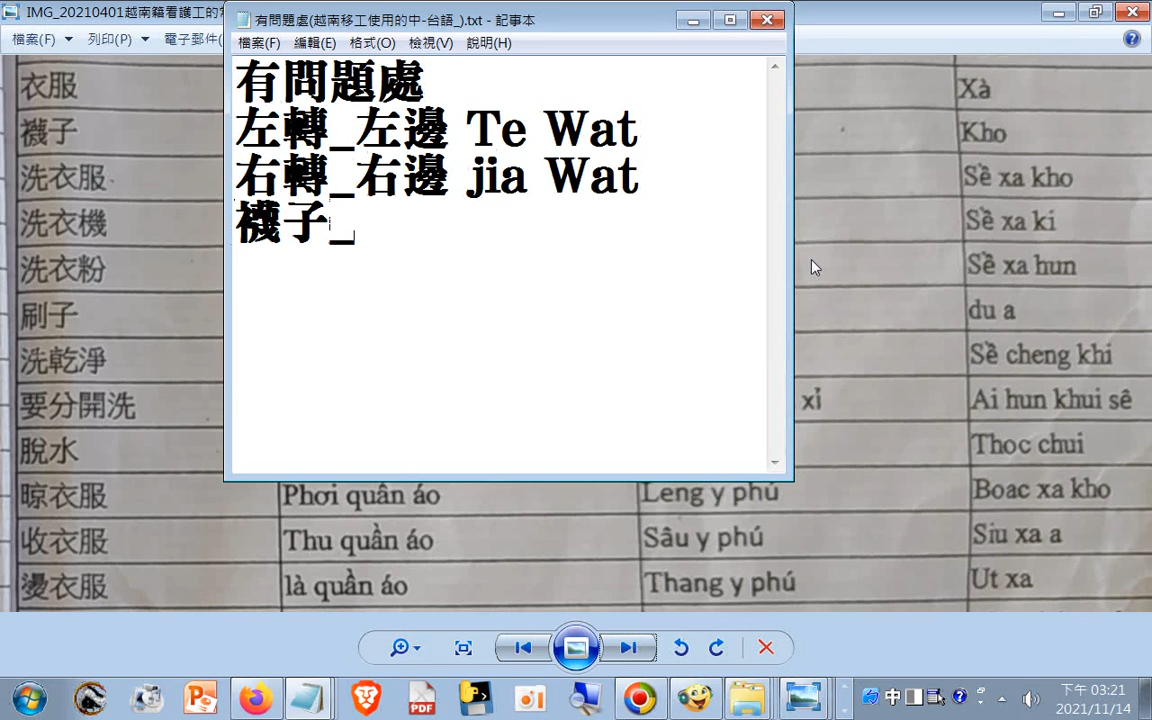 IMG_20210401越南籍看護工的
檔案(F) 列印(P) 電子郵件(
有問題處(越南移工使用的中-台語_).txt - 記事本
檔案(F) 編輯(E) 格式(O) 檢視(V) 說明(H)
有問題處
左轉_左邊 Te Wat
右轉_右邊 jia Wat
襪子_
衣服 Xà
襪子 Kho
洗衣服 Sề xa kho
洗衣機 Sề xa ki
洗衣粉 Sề xa hun
刷子 du a
洗乾淨 Sề cheng khi
要分開洗 xỉ Ai hun khui sê
脫水 Thoc chui
晾衣服 Phơi quần áo Leng y phú Boac xa kho
收衣服 Thu quần áo Sâu y phú Siu xa a
燙衣服 là quần áo Thang y phú Ut xa
中
下午 03:21
2021/11/14